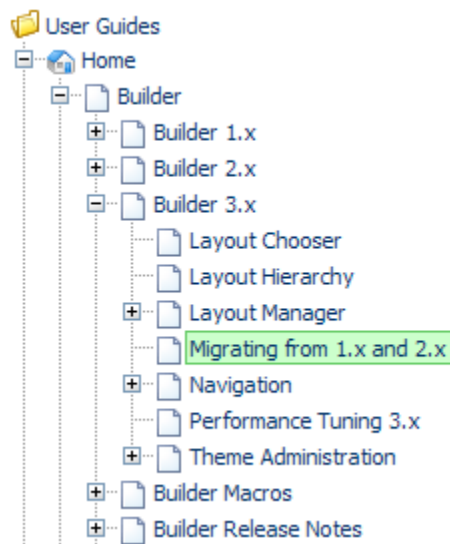 User Guides
Home
Builder
Builder 1.x
Builder 2.x
Builder 3.x
Layout Chooser
Layout Hierarchy
Layout Manager
Migrating from 1.x and 2.x
Navigation
Performance Tuning 3.x
Theme Administration
Builder Macros
Builder Release Notes